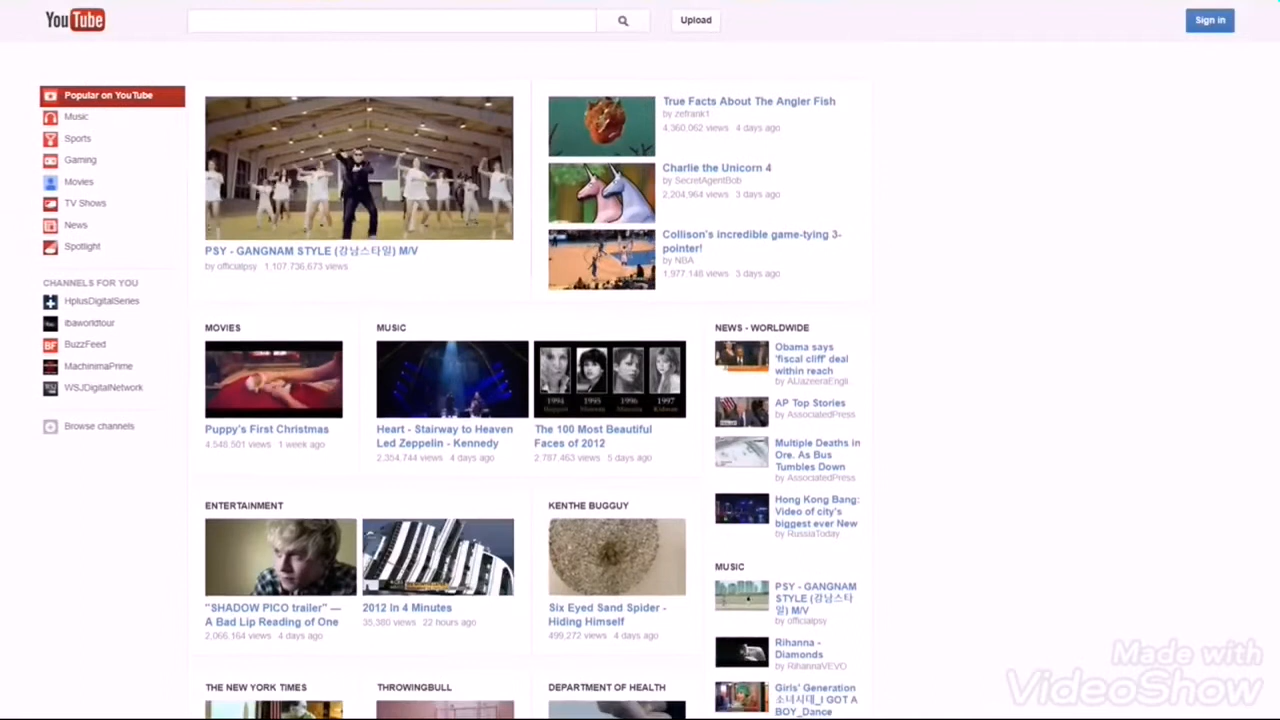 YouTube
Upload
Sign in
Popular on YouTube
Music
Sports
Gaming
Movies
TV Shows
News
Spotlight
CHANNELS FOR YOU
HplusDigitalSeries
ibaworldtour
BuzzFeed
BF
MachinimaPrime
WSJDigitalNetwork
WSJ
Browse channels
PSY - GANGNAM STYLE (강남스타일) M/V
by officialpsy 1,107,736,673 views
True Facts About The Angler Fish
by zefrank1
4,360,062 views 4 days ago
Charlie the Unicorn 4
by SecretAgentBob
2,204,964 views 3 days ago
Collison's incredible game-tying 3-
pointer!
by NBA
1,977,148 views 3 days ago
MOVIES
Puppy's First Christmas
4,548,501 views 1 week ago
MUSIC
Heart - Stairway to Heaven
Led Zeppelin - Kennedy
2,354,744 views 4 days ago
1994 1995 1996 1997
The 100 Most Beautiful
Faces of 2012
2,787,463 views 5 days ago
NEWS - WORLDWIDE
Obama says
'fiscal cliff' deal
within reach
by AlJazeeraEngli...
AP Top Stories
by AssociatedPress
Multiple Deaths in
Ore. As Bus
Tumbles Down
by AssociatedPress
Hong Kong Bang:
Video of city's
biggest ever New
by RussiaToday
ENTERTAINMENT
"SHADOW PICO trailer" —
A Bad Lip Reading of One
2,066,164 views 4 days ago
2012 In 4 Minutes
35,380 views 22 hours ago
KENTHE BUGGUY
Six Eyed Sand Spider -
Hiding Himself
499,272 views 4 days ago
MUSIC
PSY - GANGNAM
STYLE (강남스타
일) M/V
by officialpsy
Rihanna -
Diamonds
by RihannaVEVO
Girls' Generation
소녀시대_I GOT A
BOY_Dance
THE NEW YORK TIMES
THROWINGBULL
DEPARTMENT OF HEALTH
Made with
VideoShow